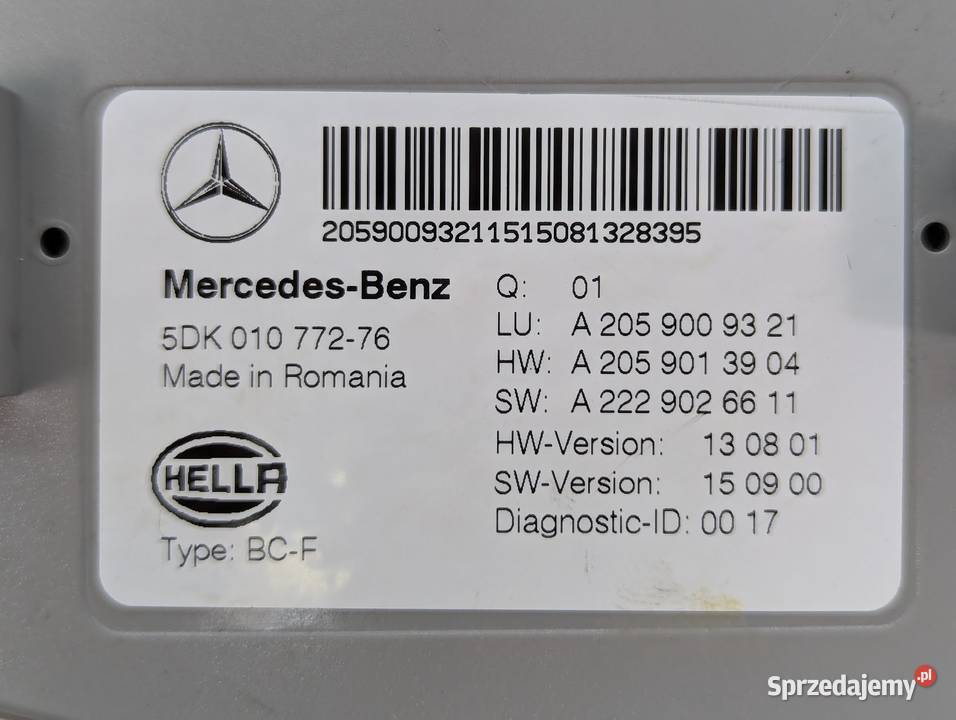 20590093211515081328395
Mercedes-Benz
5DK 010 772-76
Made in Romania
HELLA
Type: BC-F
Q: 01
LU: A 205 900 93 21
HW: A 205 901 39 04
SW: A 222 902 66 11
HW-Version: 13 08 01
SW-Version: 15 09 00
Diagnostic-ID: 00 17
Sprzedajemy.pl